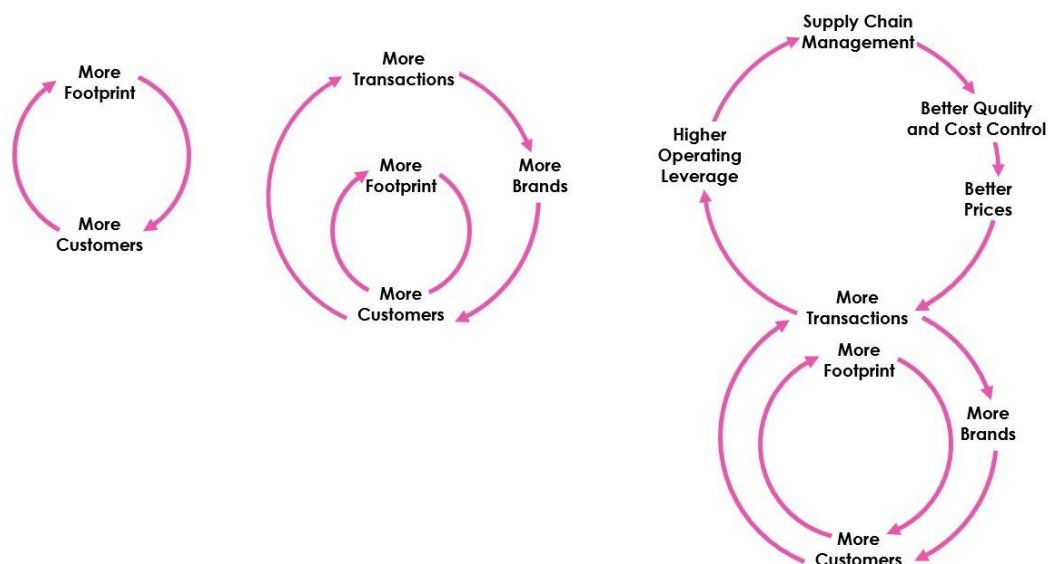 More
Footprint
More
Customers
More
Transactions
More
Footprint
More
Brands
More
Customers
Supply Chain
Management
Better Quality
and Cost Control
Higher
Operating
Leverage
Better
Prices
More
Transactions
More
Footprint
More
Brands
More
Customers